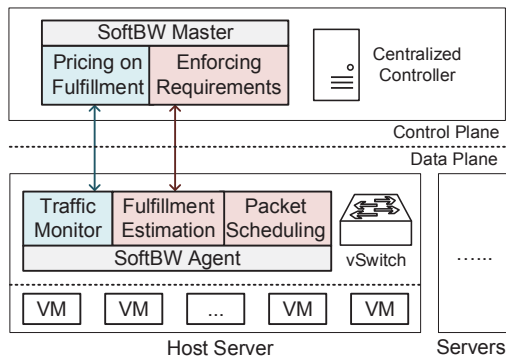 SoftBW Master
Pricing on
Fulfillment
Enforcing
Requirements
Centralized
Controller
Control Plane
Data Plane
Traffic
Monitor
Fulfillment
Estimation
Packet
Scheduling
SoftBW Agent
vSwitch
......
VM
VM
...
VM
VM
Host Server
Servers